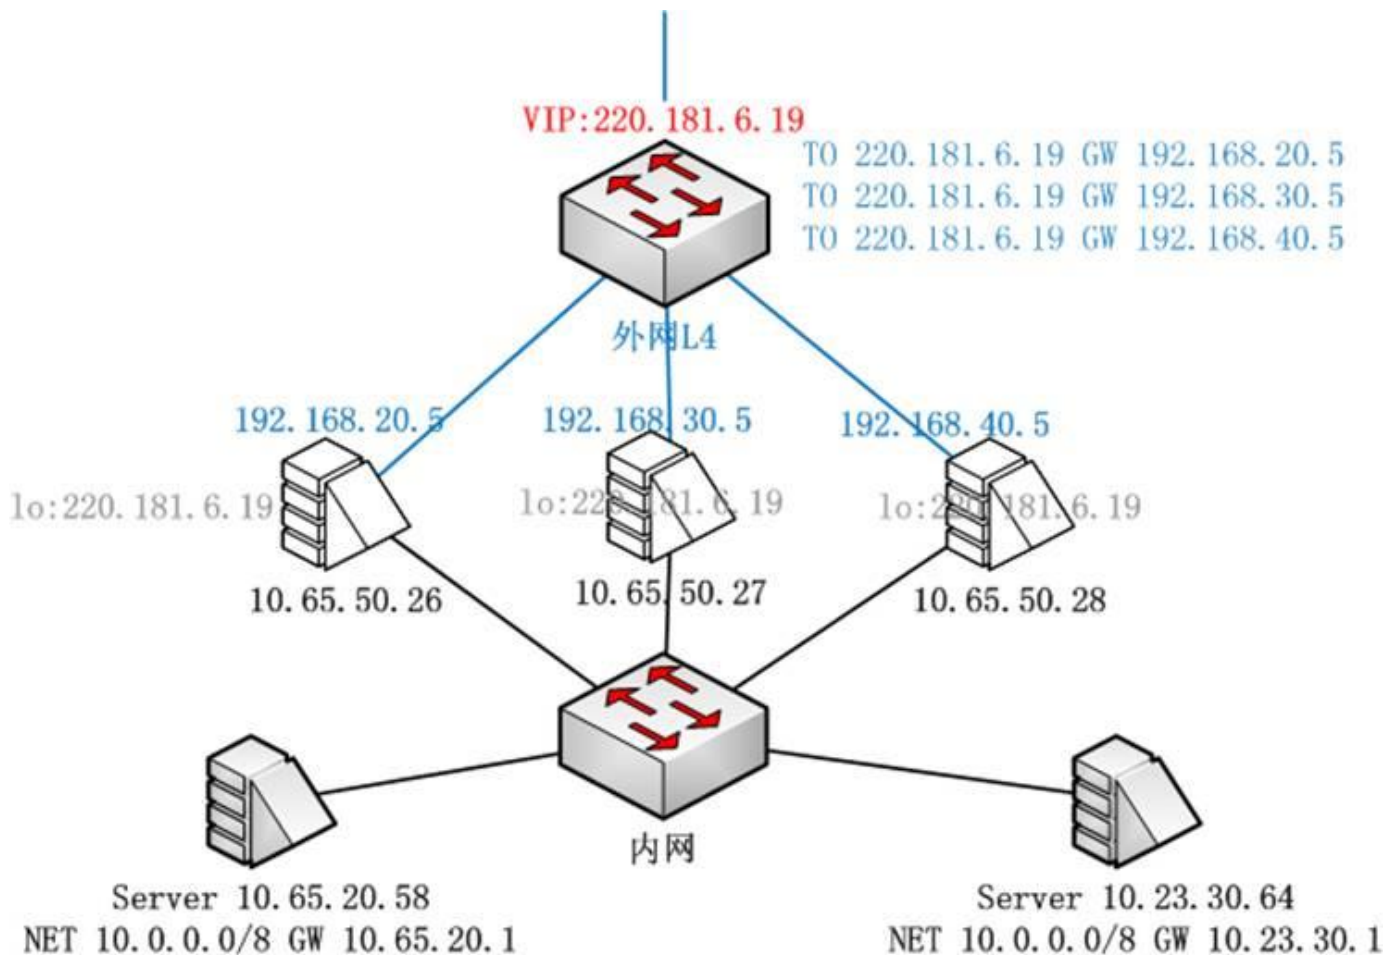 VIP:220.181.6.19
TO 220.181.6.19 GW 192.168.20.5
TO 220.181.6.19 GW 192.168.30.5
TO 220.181.6.19 GW 192.168.40.5
外网L4
192.168.20.5
192.168.30.5
192.168.40.5
lo:220.181.6.19
lo:220.181.6.19
lo:220.181.6.19
10.65.50.26
10.65.50.27
10.65.50.28
内网
Server 10.65.20.58
NET 10.0.0.0/8 GW 10.65.20.1
Server 10.23.30.64
NET 10.0.0.0/8 GW 10.23.30.1